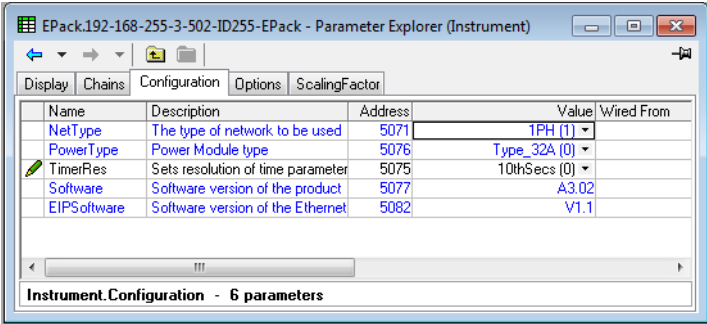 EPack.192-168-255-3-502-ID255-EPack - Parameter Explorer (Instrument)
Display Chains Configuration Options ScalingFactor
Name Description Address Value Wired From
NetType The type of network to be used 5071 1PH (1)
PowerType Power Module type 5076 Type_32A (0)
TimerRes Sets resolution of time parameter 5075 10thSecs (0)
Software Software version of the product 5077 A3.02
EIPSoftware Software version of the Ethernet 5082 V1.1
Instrument.Configuration - 6 parameters